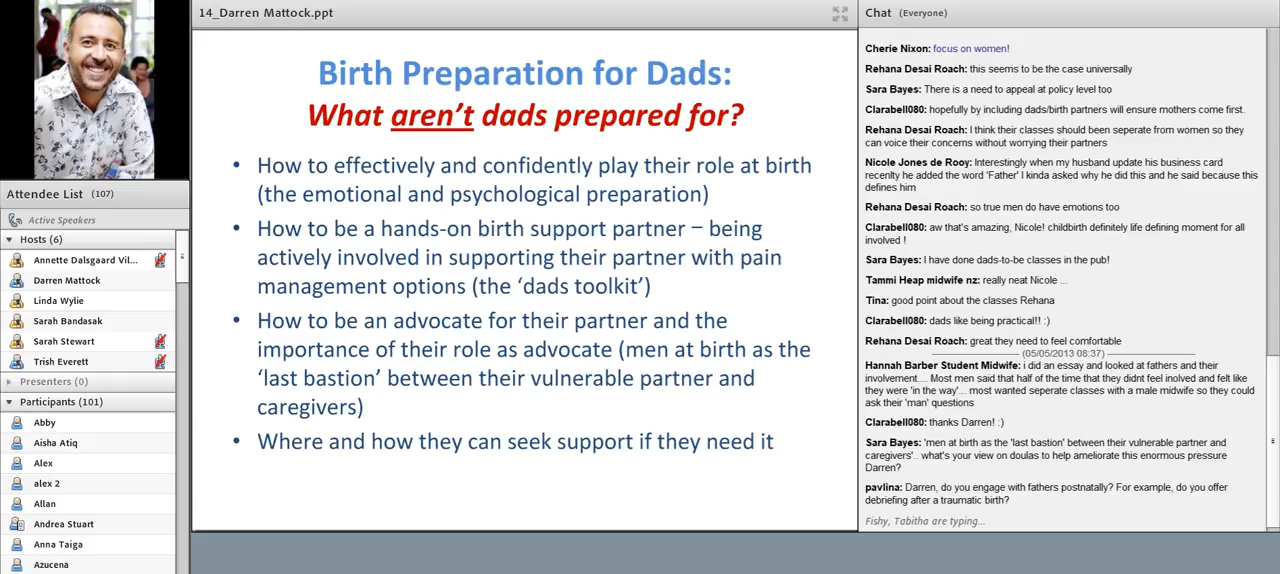 14_Darren Mattock.ppt
Attendee List (107)
Active Speakers
Hosts (6)
Annette Dalsgaard Vil...
Darren Mattock
Linda Wylie
Sarah Bandasak
Sarah Stewart
Trish Everett
Presenters (0)
Participants (101)
Abby
Aisha Atiq
Alex
alex 2
Allan
Andrea Stuart
Anna Taiga
Azucena
Birth Preparation for Dads:
What aren't dads prepared for?
• How to effectively and confidently play their role at birth
(the emotional and psychological preparation)
• How to be a hands-on birth support partner – being
actively involved in supporting their partner with pain
management options (the 'dads toolkit')
• How to be an advocate for their partner and the
importance of their role as advocate (men at birth as the
'last bastion' between their vulnerable partner and
caregivers)
• Where and how they can seek support if they need it
Chat (Everyone)
Cherie Nixon: focus on women!
Rehana Desai Roach: this seems to be the case universally
Sara Bayes: There is a need to appeal at policy level too
Clarabell080: hopefully by including dads/birth partners will ensure mothers come first.
Rehana Desai Roach: I think their classes should been seperate from women so they
can voice their concerns without worrying their partners
Nicole Jones de Rooy: Interestingly when my husband update his business card
recenlty he added the word 'Father' I kinda asked why he did this and he said because this
defines him
Rehana Desai Roach: so true men do have emotions too
Clarabell080: aw that's amazing, Nicole! childbirth definitely life defining moment for all
involved !
Sara Bayes: I have done dads-to-be classes in the pub!
Tammi Heap midwife nz: really neat Nicole ...
Tina: good point about the classes Rehana
Clarabell080: dads like being practical!! :)
Rehana Desai Roach: great they need to feel comfortable
(05/05/2013 08:37)
Hannah Barber Student Midwife: i did an essay and looked at fathers and their
involvement.... Most men said that half of the time that they didnt feel inolved and felt like
they were 'in the way'... most wanted seperate classes with a male midwife so they could
ask their 'man' questions
Clarabell080: thanks Darren! :)
Sara Bayes: 'men at birth as the 'last bastion' between their vulnerable partner and
caregivers'.. what's your view on doulas to help ameliorate this enormous pressure
Darren?
pavlina: Darren, do you engage with fathers postnatally? For example, do you offer
debriefing after a traumatic birth?
Fishy, Tabitha are typing...